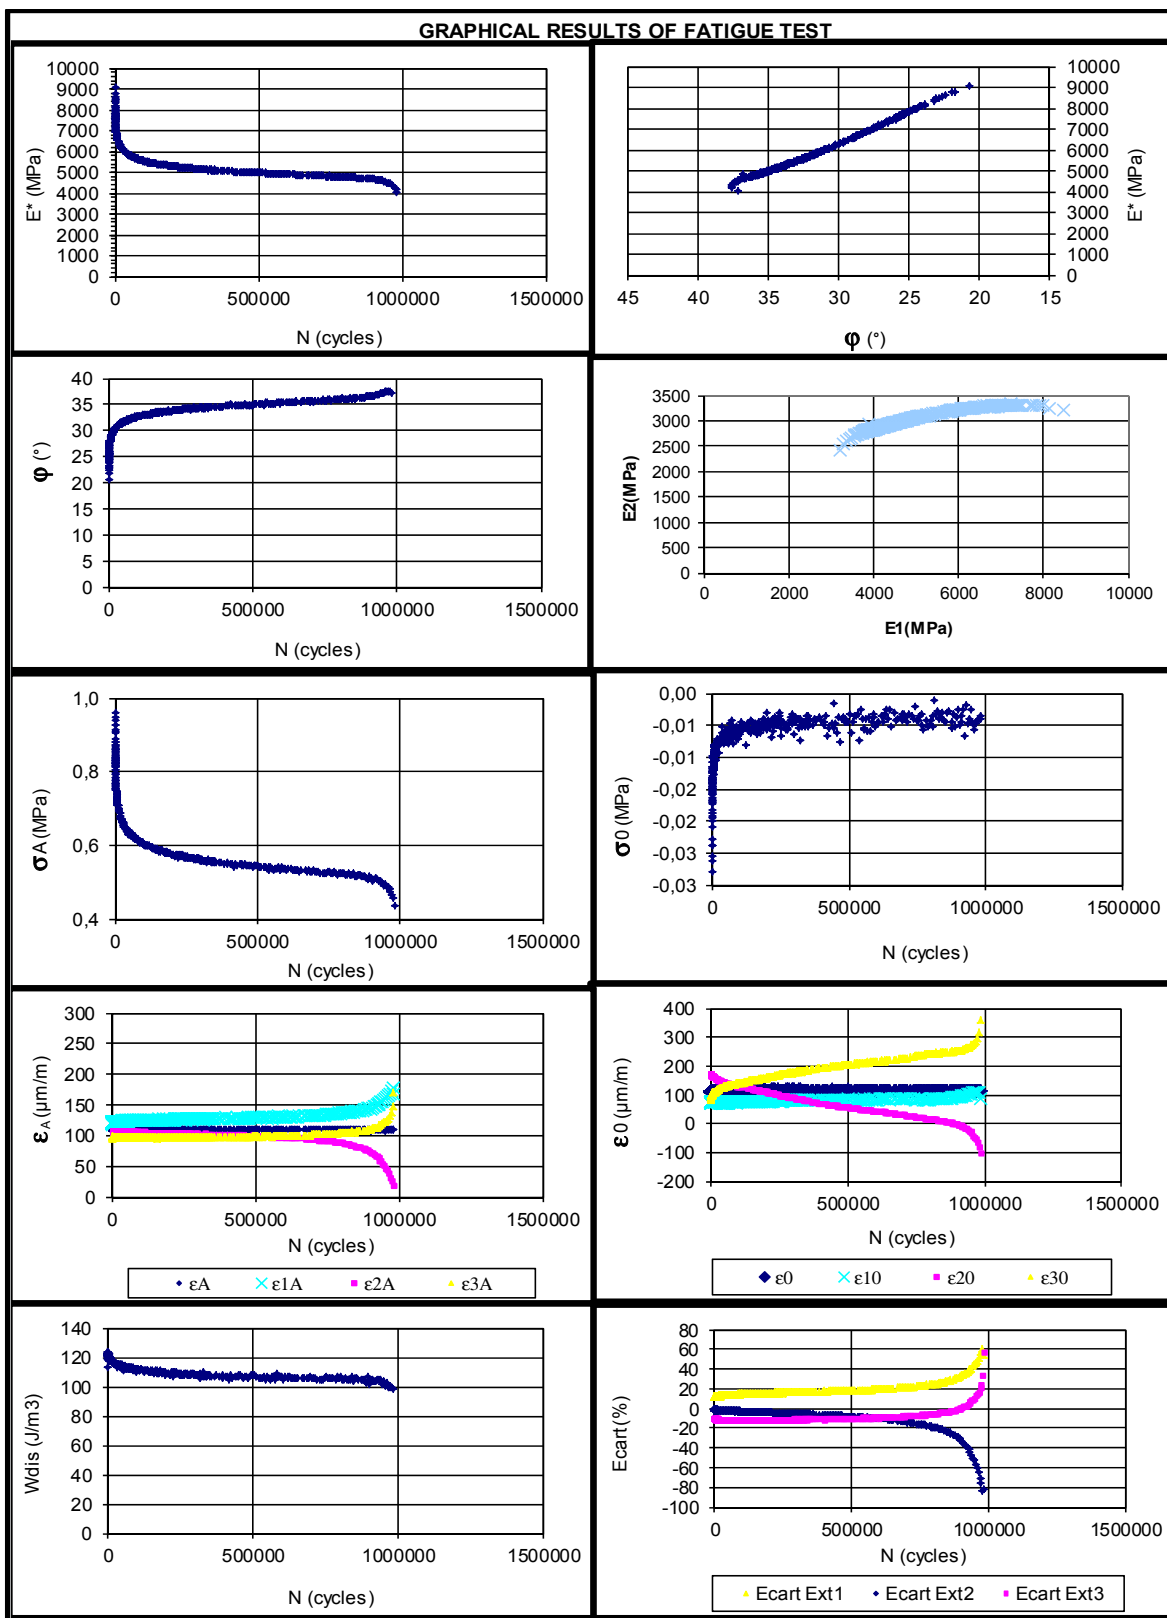 GRAPHICAL RESULTS OF FATIGUE TEST
10000
9000
8000
7000
6000
5000
4000
3000
2000
1000
0
E* (MPa)
0 500000 1000000 1500000
N (cycles)
10000
9000
8000
7000
6000
5000
4000
3000
2000
1000
0
E* (MPa)
45 40 35 30 25 20 15
φ (°)
40
35
30
25
20
15
10
5
0
φ (°)
0 500000 1000000 1500000
N (cycles)
3500
3000
2500
2000
1500
1000
500
0
E2(MPa)
0 2000 4000 6000 8000 10000
E1(MPa)
1,0
0,8
0,6
0,4
σA (MPa)
0 500000 1000000 1500000
N (cycles)
0,00
-0,01
-0,01
-0,02
-0,02
-0,03
-0,03
σ0 (MPa)
0 500000 1000000 1500000
N (cycles)
300
250
200
150
100
50
0
εA (µm/m)
0 500000 1000000 1500000
N (cycles)
εA ε1A ε2A ε3A
400
300
200
100
0
-100
-200
ε0 (µm/m)
0 500000 1000000 1500000
N (cycles)
ε0 ε10 ε20 ε30
140
120
100
80
60
40
20
0
Wdis (J/m3)
0 500000 1000000 1500000
N (cycles)
80
60
40
20
0
-20
-40
-60
-80
-100
Ecart (%)
0 500000 1000000 1500000
N (cycles)
Ecart Ext1 Ecart Ext2 Ecart Ext3